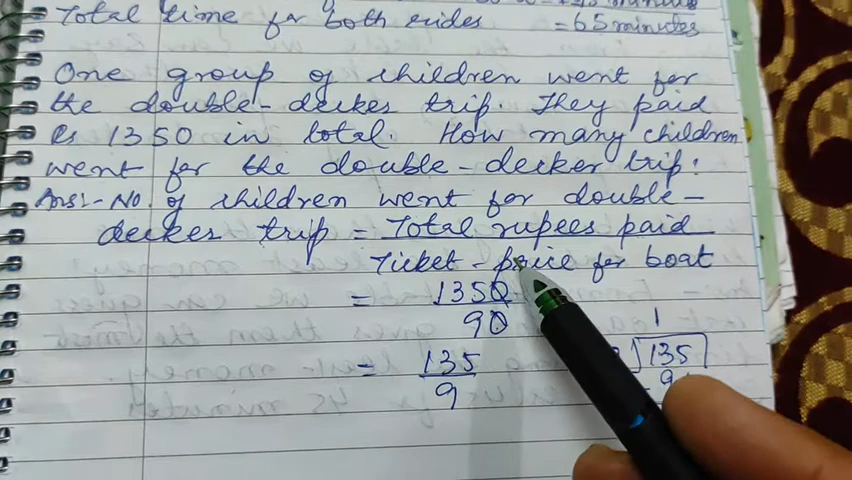 Total time for both rides = 65 minutes
One group of children went for
the double-decker trip. They paid
Rs 1350 in total. How many children
went for the double-decker trip?
Ans:- No. of children went for double-
decker trip = Total rupees paid
Ticket-price for boat
= 1350
90
= 135
9
1
135
9